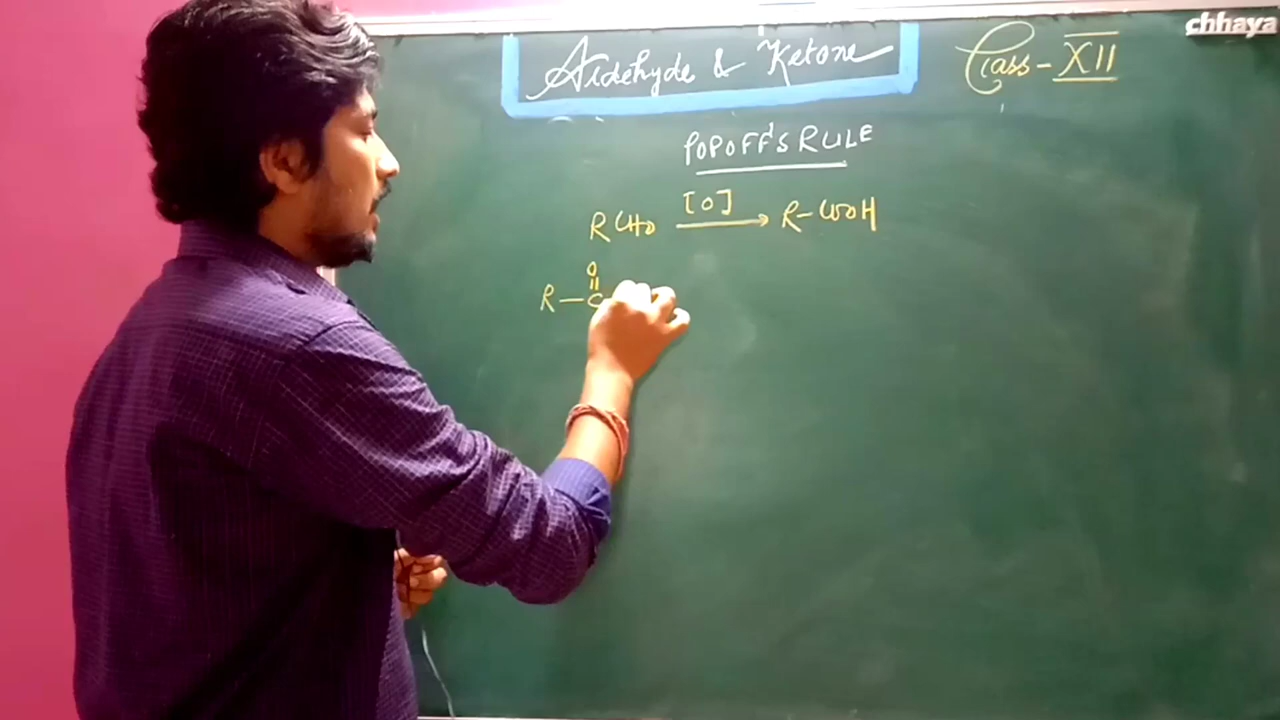 Aldehyde & Ketone
Class - XII
chhaya
POPOFF'S RULE
RCHO [O] → R-COOH
O
R — C